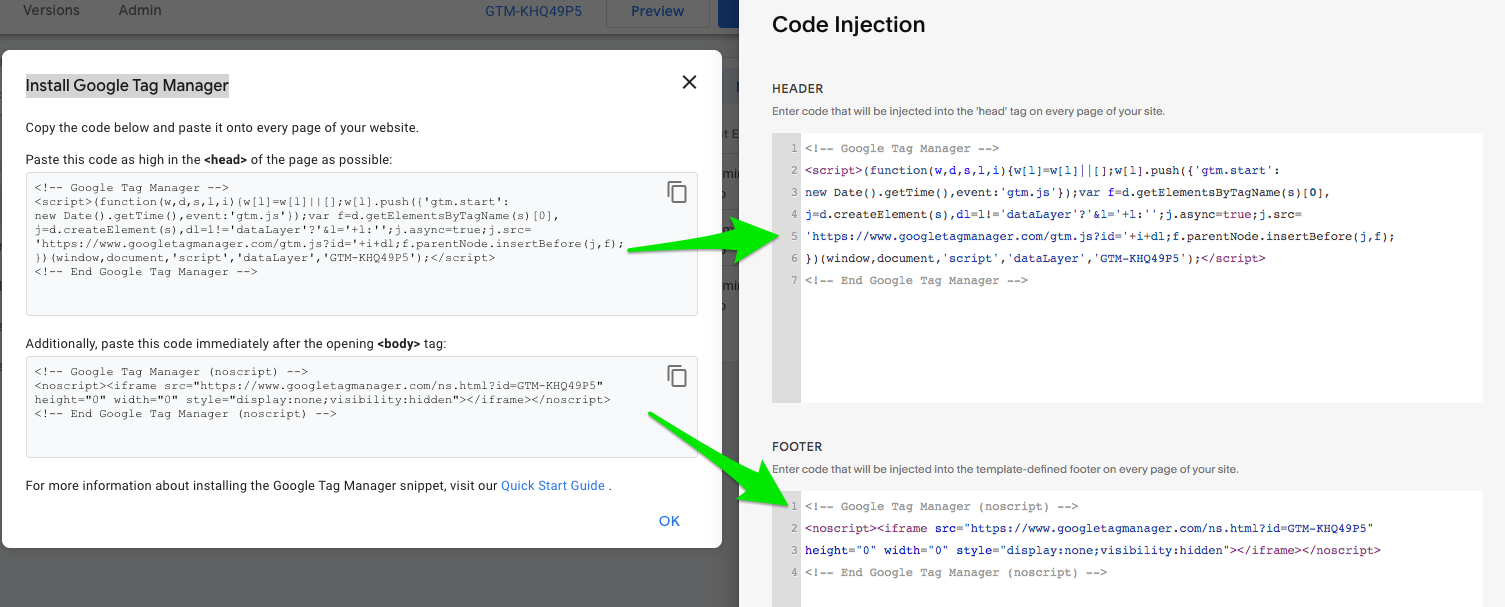 Versions Admin GTM-KHQ49P5 Preview
Install Google Tag Manager
Copy the code below and paste it onto every page of your website.
Paste this code as high in the <head> of the page as possible:
<!-- Google Tag Manager -->
<script>(function(w,d,s,l,i){w[l]=w[l]||[];w[l].push({'gtm.start':
new Date().getTime(),event:'gtm.js'});var f=d.getElementsByTagName(s)[0],
j=d.createElement(s),dl=l!='dataLayer'?'&l='+l:'';j.async=true;j.src=
'https://www.googletagmanager.com/gtm.js?id='+i+dl;f.parentNode.insertBefore(j,f);
})(window,document,'script','dataLayer','GTM-KHQ49P5');</script>
<!-- End Google Tag Manager -->
Additionally, paste this code immediately after the opening <body> tag:
<!-- Google Tag Manager (noscript) -->
<noscript><iframe src="https://www.googletagmanager.com/ns.html?id=GTM-KHQ49P5"
height="0" width="0" style="display:none;visibility:hidden"></iframe></noscript>
<!-- End Google Tag Manager (noscript) -->
For more information about installing the Google Tag Manager snippet, visit our Quick Start Guide .
OK
Code Injection
HEADER
Enter code that will be injected into the 'head' tag on every page of your site.
1 <!-- Google Tag Manager -->
2 <script>(function(w,d,s,l,i){w[l]=w[l]||[];w[l].push({'gtm.start':
3 new Date().getTime(),event:'gtm.js'});var f=d.getElementsByTagName(s)[0],
4 j=d.createElement(s),dl=l!='dataLayer'?'&l='+l:'';j.async=true;j.src=
5 'https://www.googletagmanager.com/gtm.js?id='+i+dl;f.parentNode.insertBefore(j,f);
6 })(window,document,'script','dataLayer','GTM-KHQ49P5');</script>
7 <!-- End Google Tag Manager -->
FOOTER
Enter code that will be injected into the template-defined footer on every page of your site.
1 <!-- Google Tag Manager (noscript) -->
2 <noscript><iframe src="https://www.googletagmanager.com/ns.html?id=GTM-KHQ49P5"
3 height="0" width="0" style="display:none;visibility:hidden"></iframe></noscript>
4 <!-- End Google Tag Manager (noscript) -->